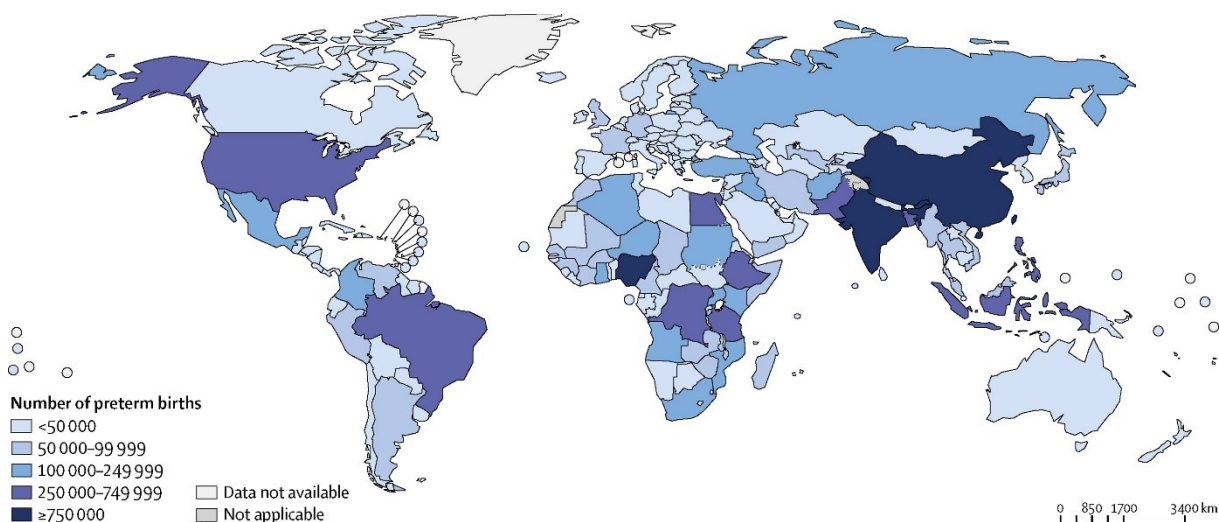 Number of preterm births
<50 000
50 000–99 999
100 000–249 999
250 000–749 999
≥750 000
Data not available
Not applicable
0 850 1700 3400 km